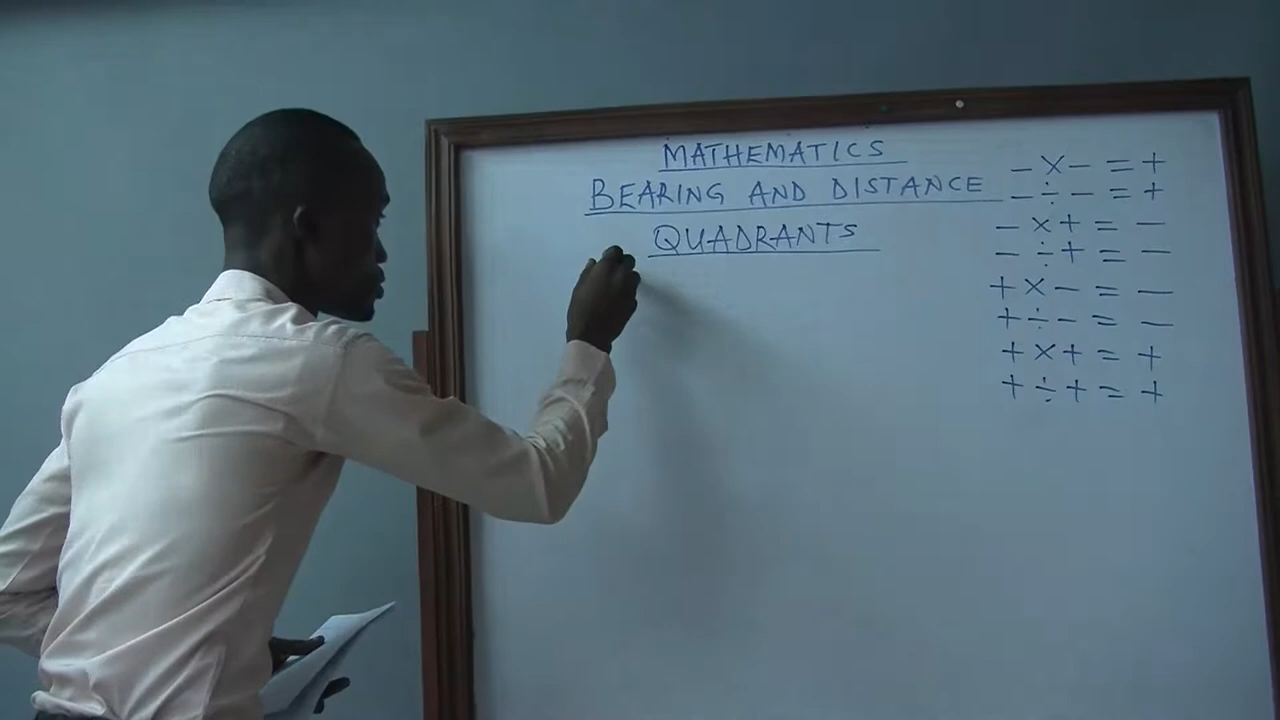 MATHEMATICS
BEARING AND DISTANCE
QUADRANTS
- × - = +
- ÷ - = +
- × + = -
- ÷ + = -
+ × - = -
+ ÷ - = -
+ × + = +
+ ÷ + = +